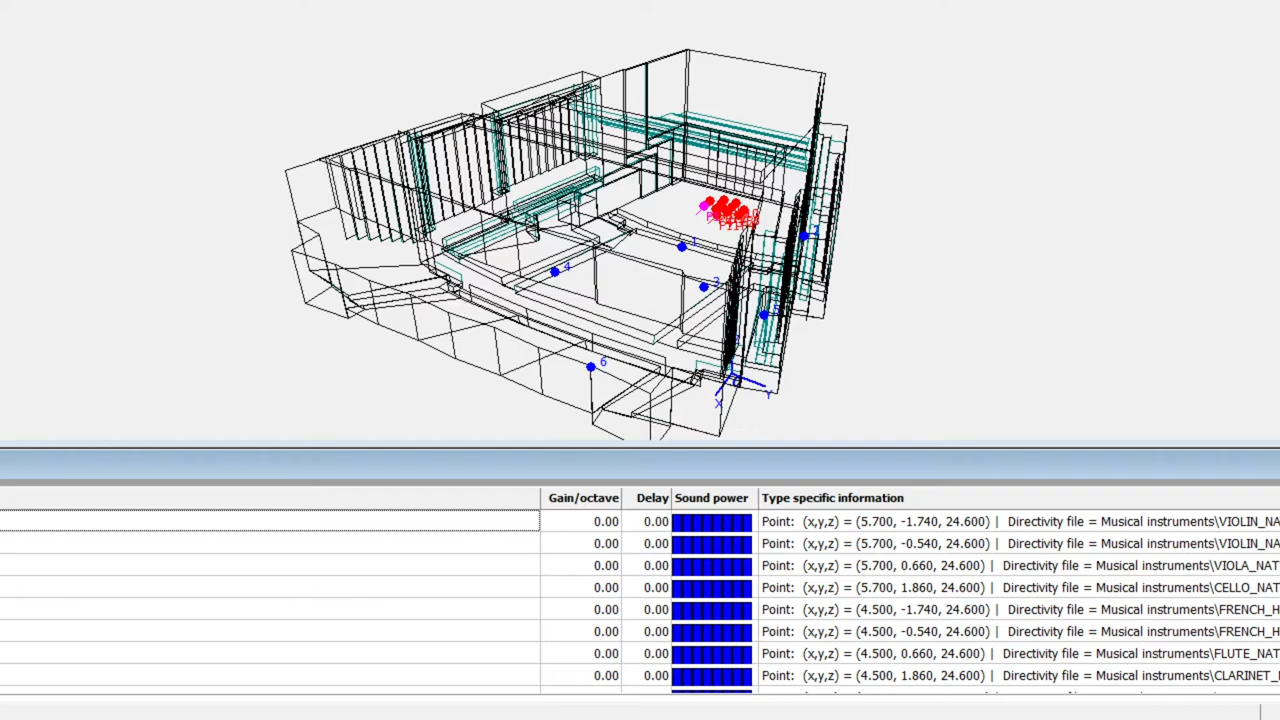 1
4
3
6
X
Y
Gain/octave Delay Sound power Type specific information
0.00 0.00 Point: (x,y,z) = (5.700, -1.740, 24.600) | Directivity file = Musical instruments\VIOLIN_NA
0.00 0.00 Point: (x,y,z) = (5.700, -0.540, 24.600) | Directivity file = Musical instruments\VIOLIN_NA
0.00 0.00 Point: (x,y,z) = (5.700, 0.660, 24.600) | Directivity file = Musical instruments\VIOLA_NAT
0.00 0.00 Point: (x,y,z) = (5.700, 1.860, 24.600) | Directivity file = Musical instruments\CELLO_NAT
0.00 0.00 Point: (x,y,z) = (4.500, -1.740, 24.600) | Directivity file = Musical instruments\FRENCH_H
0.00 0.00 Point: (x,y,z) = (4.500, -0.540, 24.600) | Directivity file = Musical instruments\FRENCH_H
0.00 0.00 Point: (x,y,z) = (4.500, 0.660, 24.600) | Directivity file = Musical instruments\FLUTE_NAT
0.00 0.00 Point: (x,y,z) = (4.500, 1.860, 24.600) | Directivity file = Musical instruments\CLARINET_